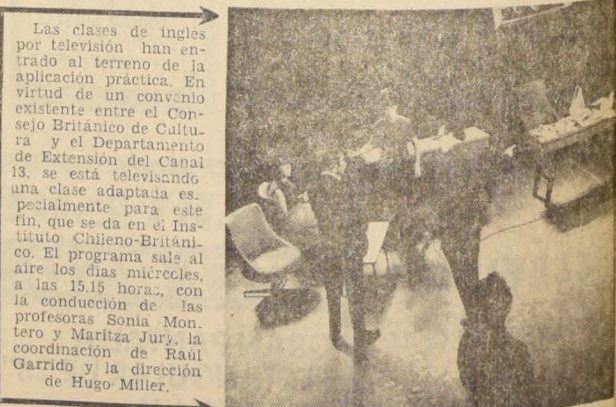 Las clases de inglés
por televisión han en-
trado al terreno de la
aplicación práctica. En
virtud de un convenio
existente entre el Con-
sejo Británico de Cultu-
ra y el Departamento
de Extensión del Canal
13, se está televisando
una clase adaptada es-
pecialmente para este
fin, que se da en el Ins-
tituto Chileno-Británi-
co. El programa sale al
aire los días miércoles,
a las 15.15 horas, con
la conducción de las
profesoras Sonia Mon-
tero y Maritza Jury, la
coordinación de Raúl
Garrido y la dirección
de Hugo Miller.